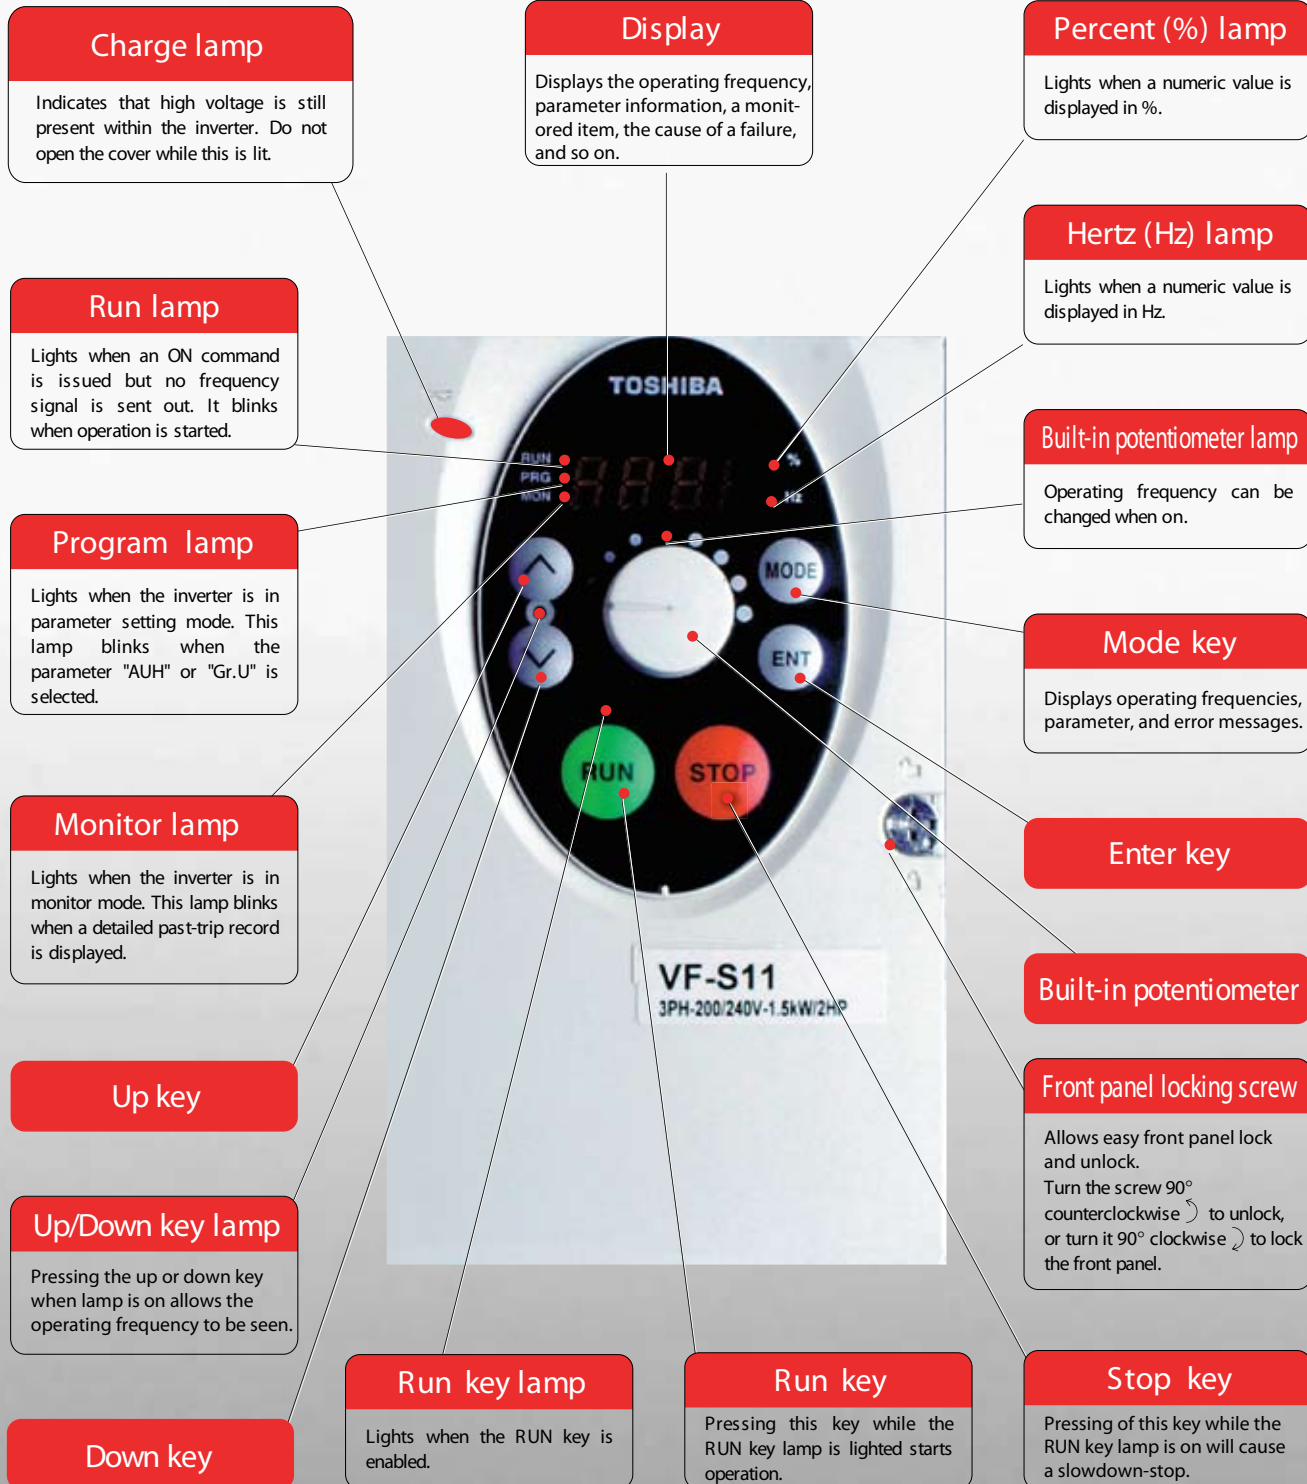 Charge lamp
Indicates that high voltage is still
present within the inverter. Do not
open the cover while this is lit.
Display
Displays the operating frequency,
parameter information, a monit-
ored item, the cause of a failure,
and so on.
Percent (%) lamp
Lights when a numeric value is
displayed in %.
Hertz (Hz) lamp
Lights when a numeric value is
displayed in Hz.
Run lamp
Lights when an ON command
is issued but no frequency
signal is sent out. It blinks
when operation is started.
Built-in potentiometer lamp
Operating frequency can be
changed when on.
Program lamp
Lights when the inverter is in
parameter setting mode. This
lamp blinks when the
parameter "AUH" or "Gr.U" is
selected.
Mode key
Displays operating frequencies,
parameter, and error messages.
Monitor lamp
Lights when the inverter is in
monitor mode. This lamp blinks
when a detailed past-trip record
is displayed.
Enter key
Built-in potentiometer
Up key
Front panel locking screw
Allows easy front panel lock
and unlock.
Turn the screw 90°
counterclockwise to unlock,
or turn it 90° clockwise to lock
the front panel.
Up/Down key lamp
Pressing the up or down key
when lamp is on allows the
operating frequency to be seen.
Down key
Run key lamp
Lights when the RUN key is
enabled.
Run key
Pressing this key while the
RUN key lamp is lighted starts
operation.
Stop key
Pressing of this key while the
RUN key lamp is on will cause
a slowdown-stop.
TOSHIBA
RUN
PRG
MON
%
Hz
MODE
ENT
RUN
STOP
VF-S11
3PH-200/240V-1.5kW/2HP